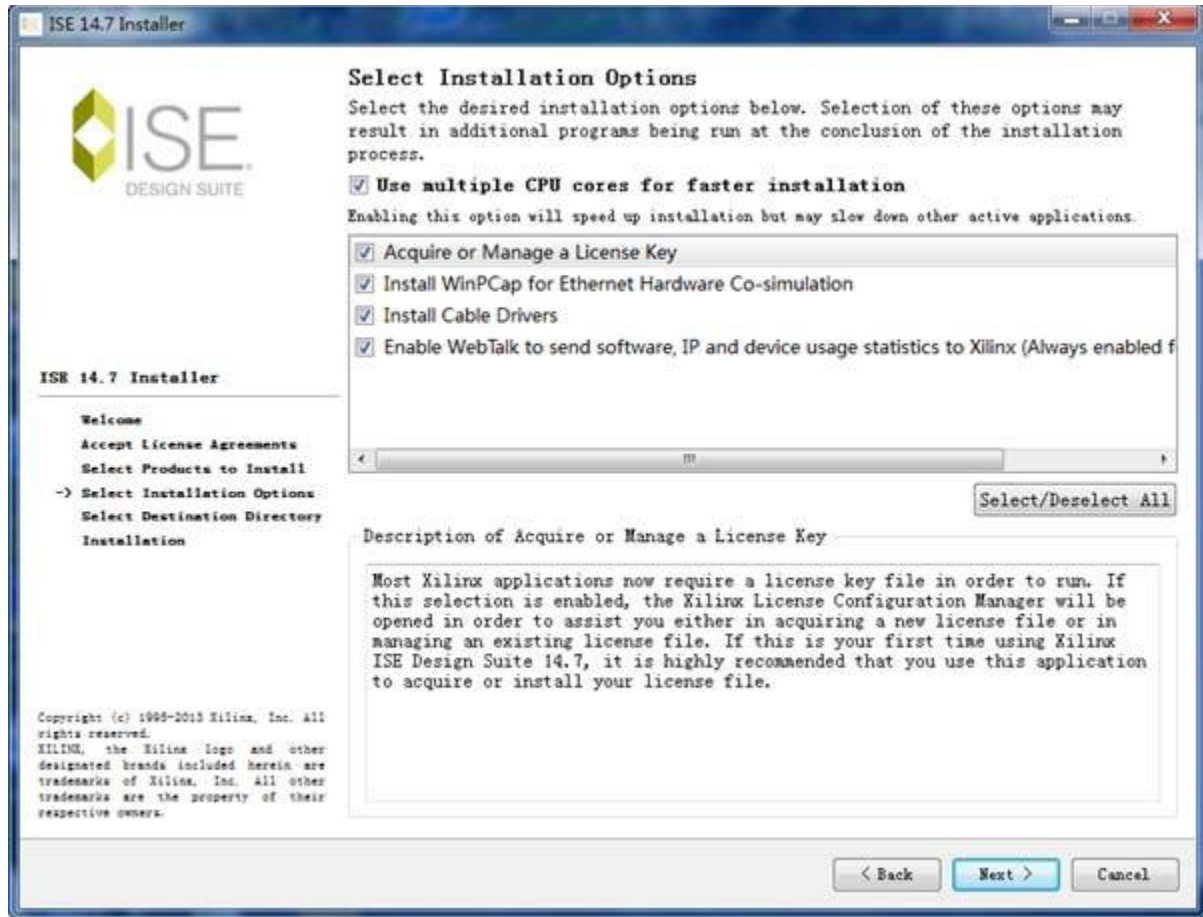 ISE 14.7 Installer
ISE
DESIGN SUITE
Select Installation Options
Select the desired installation options below. Selection of these options may
result in additional programs being run at the conclusion of the installation
process.
Use multiple CPU cores for faster installation
Enabling this option will speed up installation but may slow down other active applications.
Acquire or Manage a License Key
Install WinPCap for Ethernet Hardware Co-simulation
Install Cable Drivers
Enable WebTalk to send software, IP and device usage statistics to Xilinx (Always enabled f
Select/Deselect All
ISE 14.7 Installer
Welcome
Accept License Agreements
Select Products to Install
-> Select Installation Options
Select Destination Directory
Installation
Description of Acquire or Manage a License Key
Most Xilinx applications now require a license key file in order to run. If
this selection is enabled, the Xilinx License Configuration Manager will be
opened in order to assist you either in acquiring a new license file or in
managing an existing license file. If this is your first time using Xilinx
ISE Design Suite 14.7, it is highly recommended that you use this application
to acquire or install your license file.
Copyright (c) 1995-2013 Xilinx, Inc. All
rights reserved.
XILINX, the Xilinx logo and other
designated brands included herein are
trademarks of Xilinx, Inc. All other
trademarks are the property of their
respective owners.
< Back
Next >
Cancel